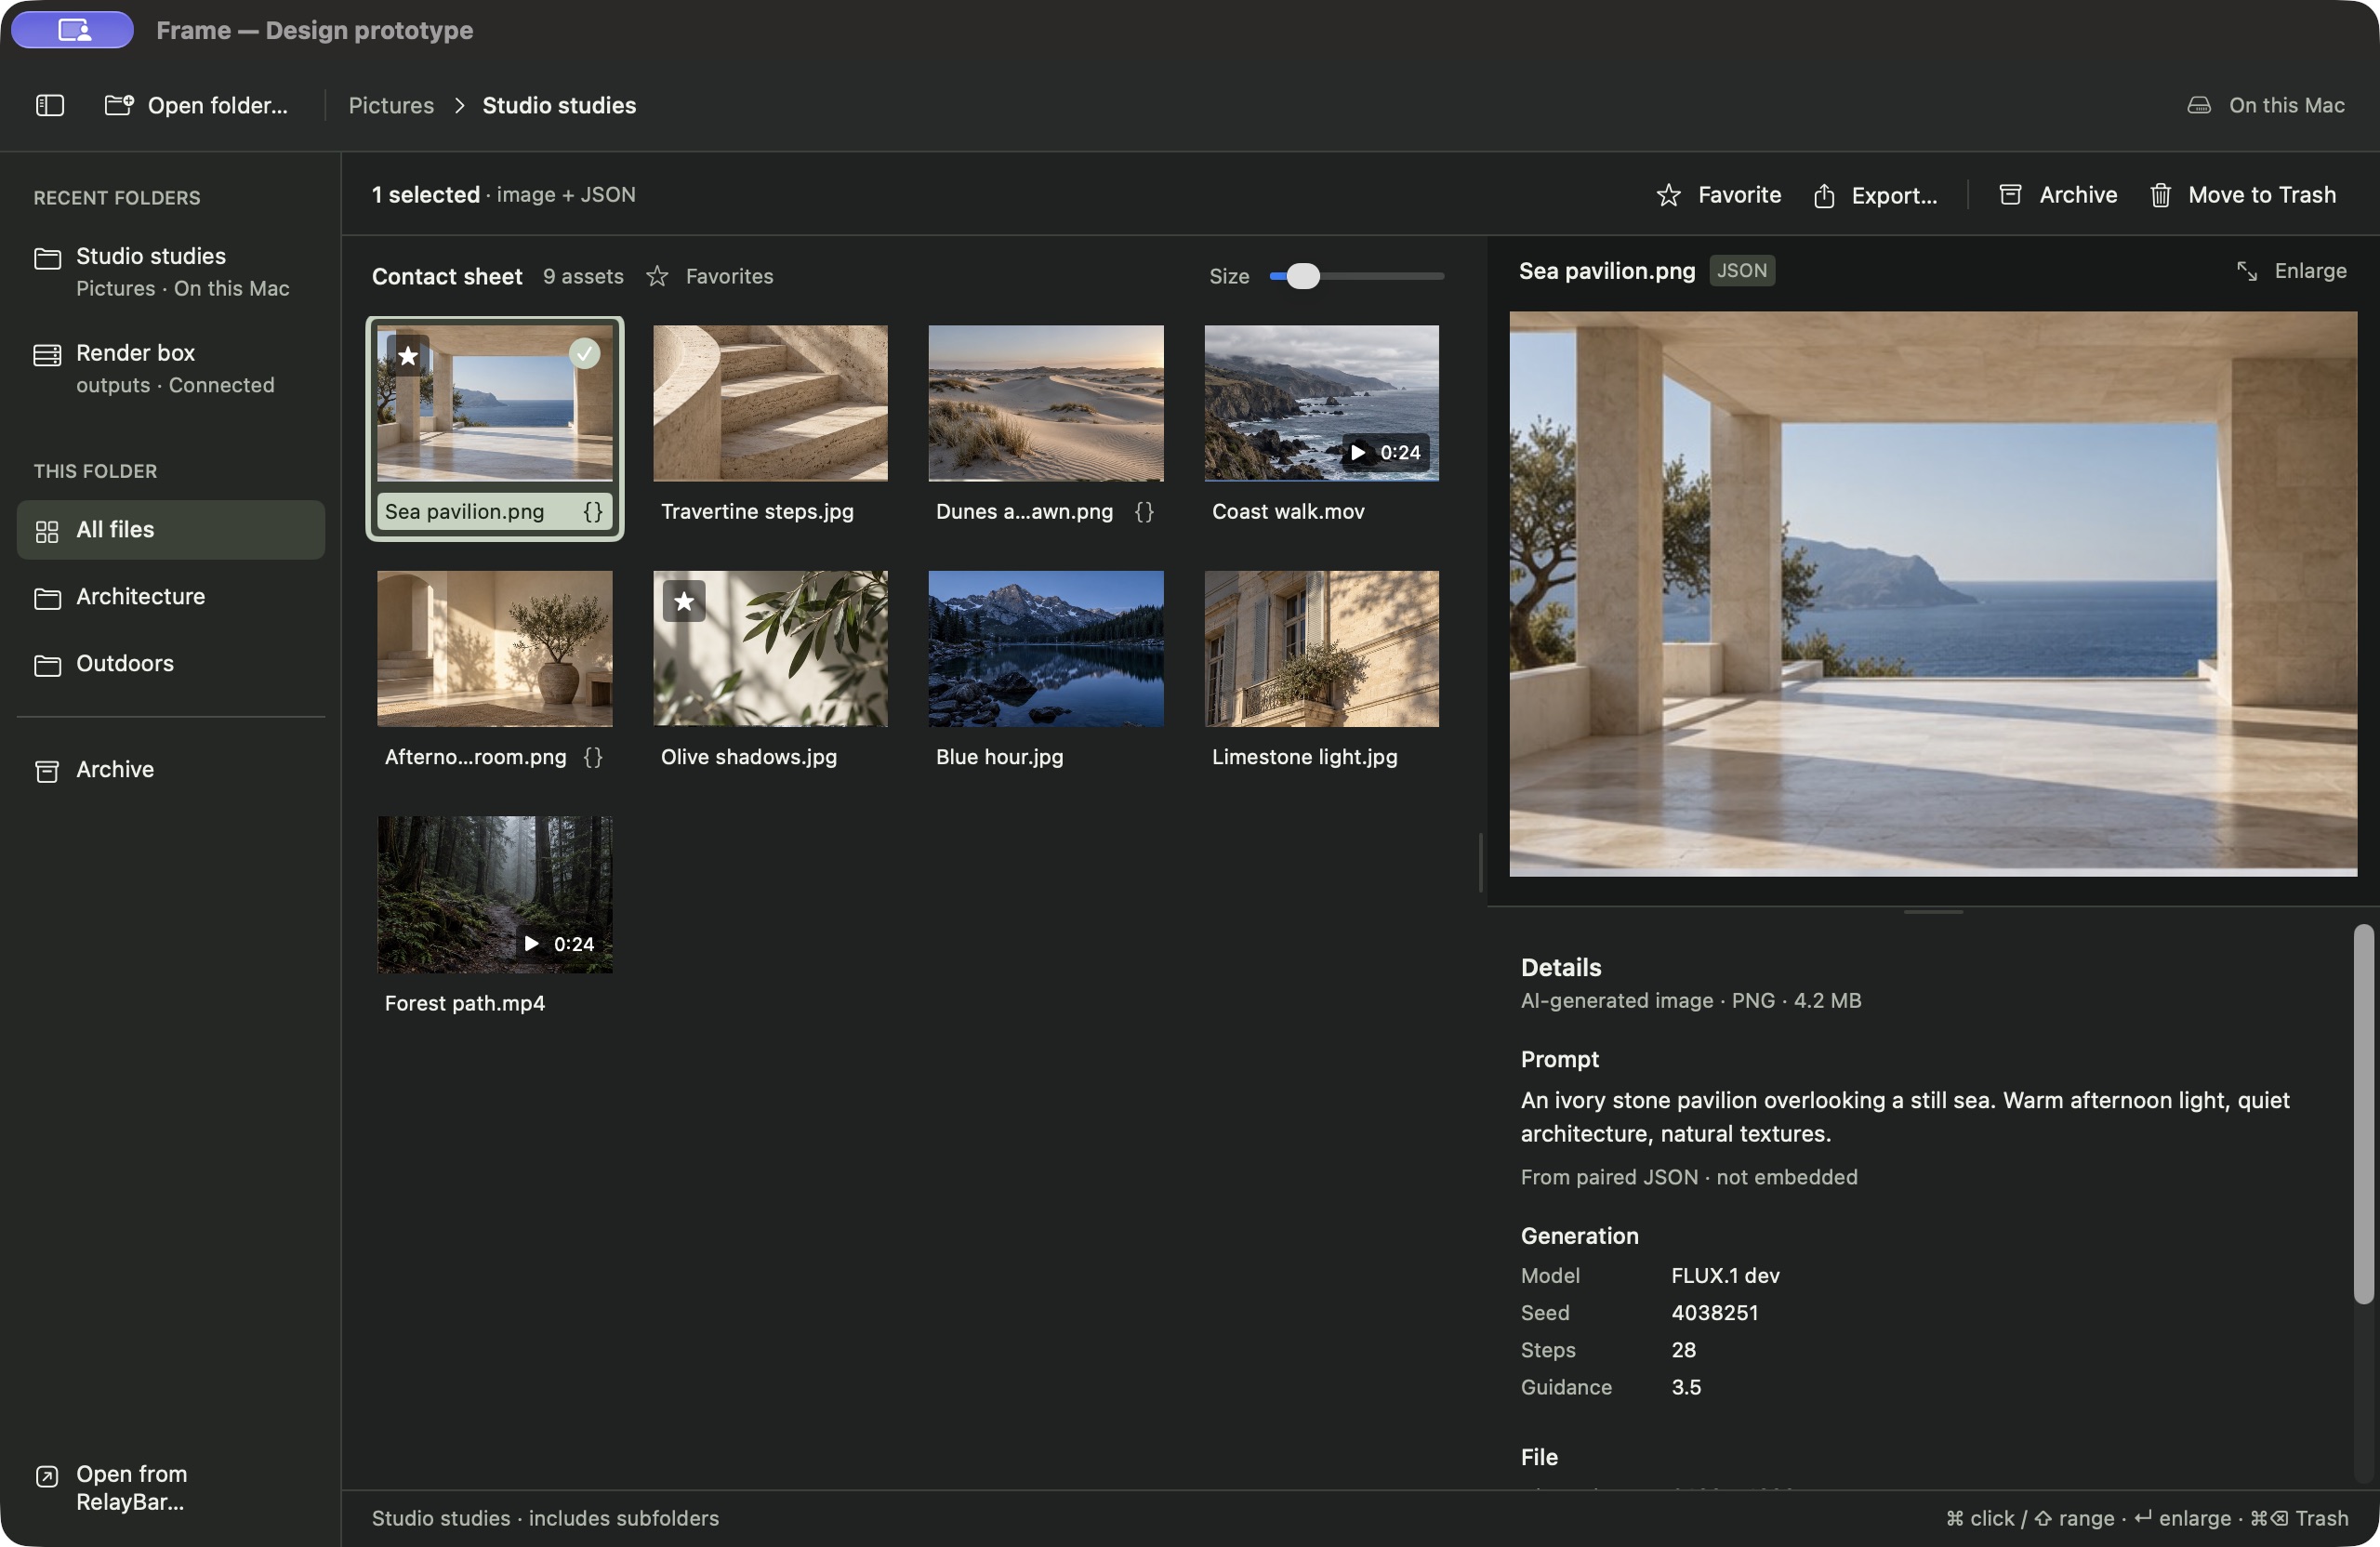 Frame — Design prototype
Open folder...
Pictures > Studio studies
On this Mac
RECENT FOLDERS
Studio studies
Pictures · On this Mac
Render box
outputs · Connected
THIS FOLDER
All files
Architecture
Outdoors
Archive
Open from
RelayBar...
1 selected · image + JSON
Favorite
Export...
Archive
Move to Trash
Contact sheet 9 assets
Favorites
Size
Sea pavilion.png {}
Travertine steps.jpg
Dunes a...awn.png {}
0:24
Coast walk.mov
Afterno...room.png {}
Olive shadows.jpg
Blue hour.jpg
Limestone light.jpg
0:24
Forest path.mp4
Sea pavilion.png JSON
Enlarge
Details
AI-generated image · PNG · 4.2 MB
Prompt
An ivory stone pavilion overlooking a still sea. Warm afternoon light, quiet
architecture, natural textures.
From paired JSON · not embedded
Generation
Model FLUX.1 dev
Seed 4038251
Steps 28
Guidance 3.5
File
Studio studies · includes subfolders
⌘ click / ⇧ range · ↵ enlarge · ⌘⌫ Trash